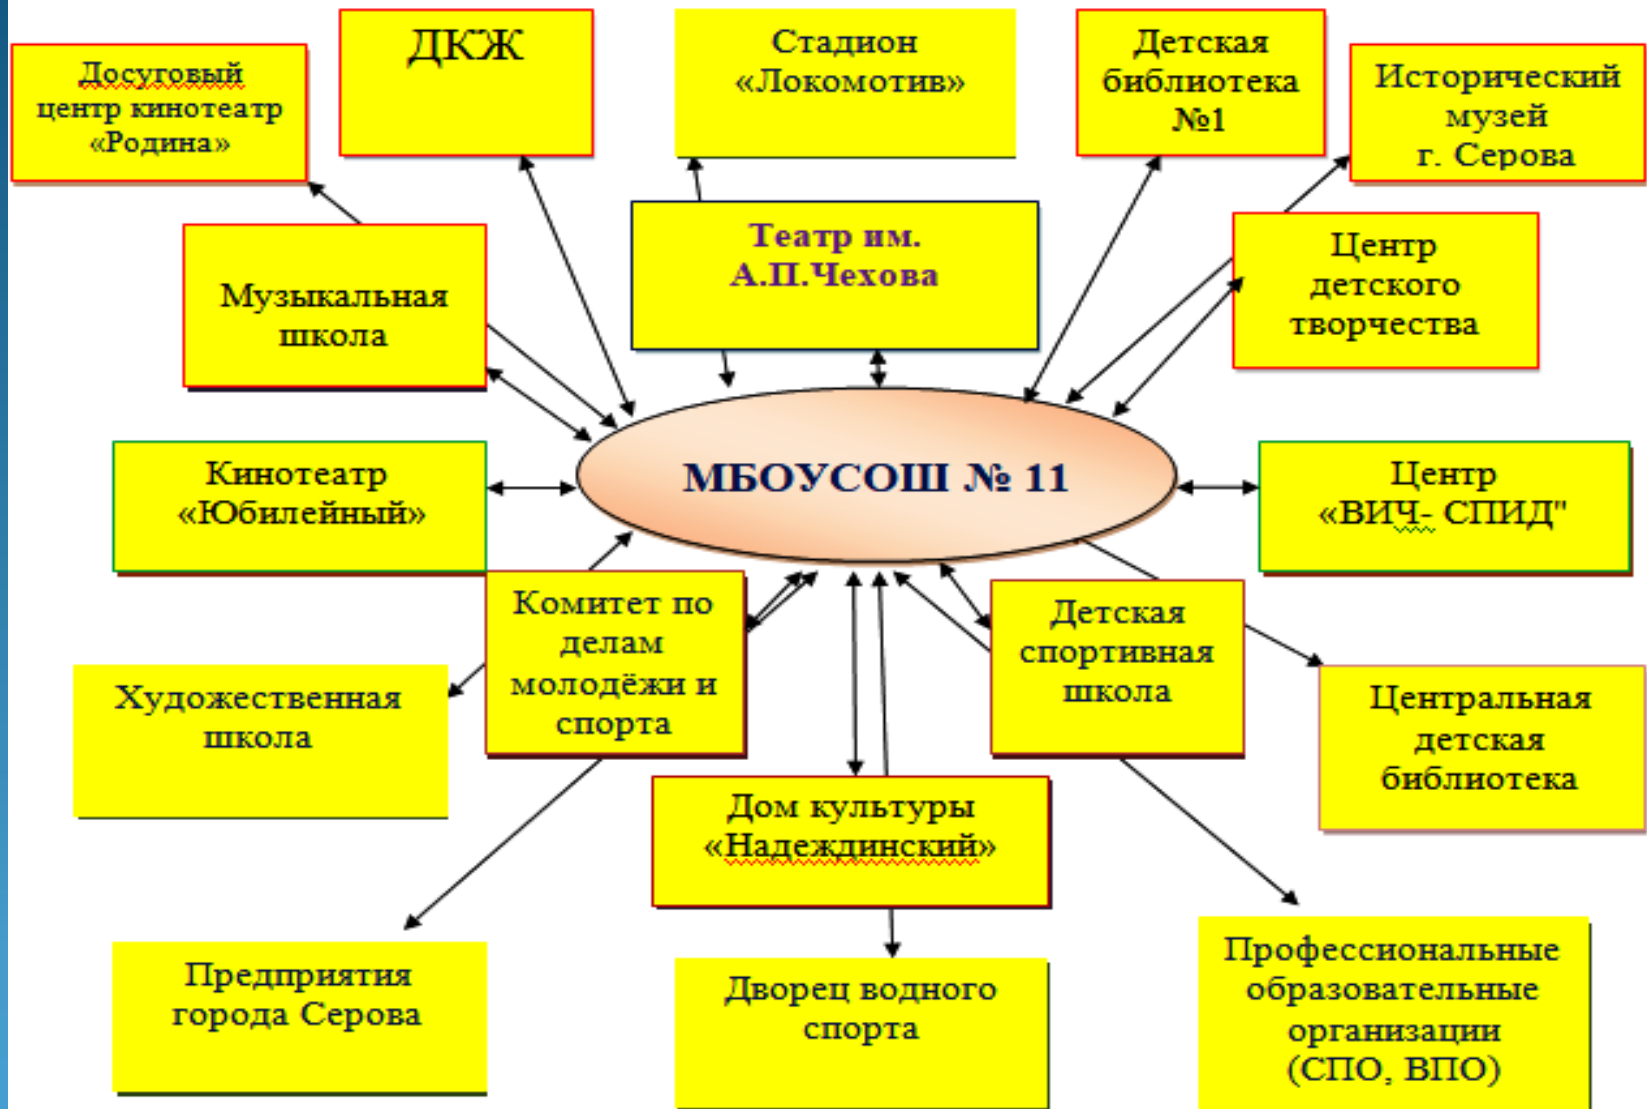 Досуговый
центр кинотеатр
«Родина»
ДКЖ
Стадион
«Локомотив»
Детская
библиотека
№1
Исторический
музей
г. Серова
Музыкальная
школа
Театр им.
А.П.Чехова
Центр
детского
творчества
Кинотеатр
«Юбилейный»
МБОУСОШ № 11
Центр
«ВИЧ- СПИД"
Художественная
школа
Комитет по
делам
молодёжи и
спорта
Детская
спортивная
школа
Центральная
детская
библиотека
Дом культуры
«Надеждинский»
Предприятия
города Серова
Дворец водного
спорта
Профессиональные
образовательные
организации
(СПО, ВПО)